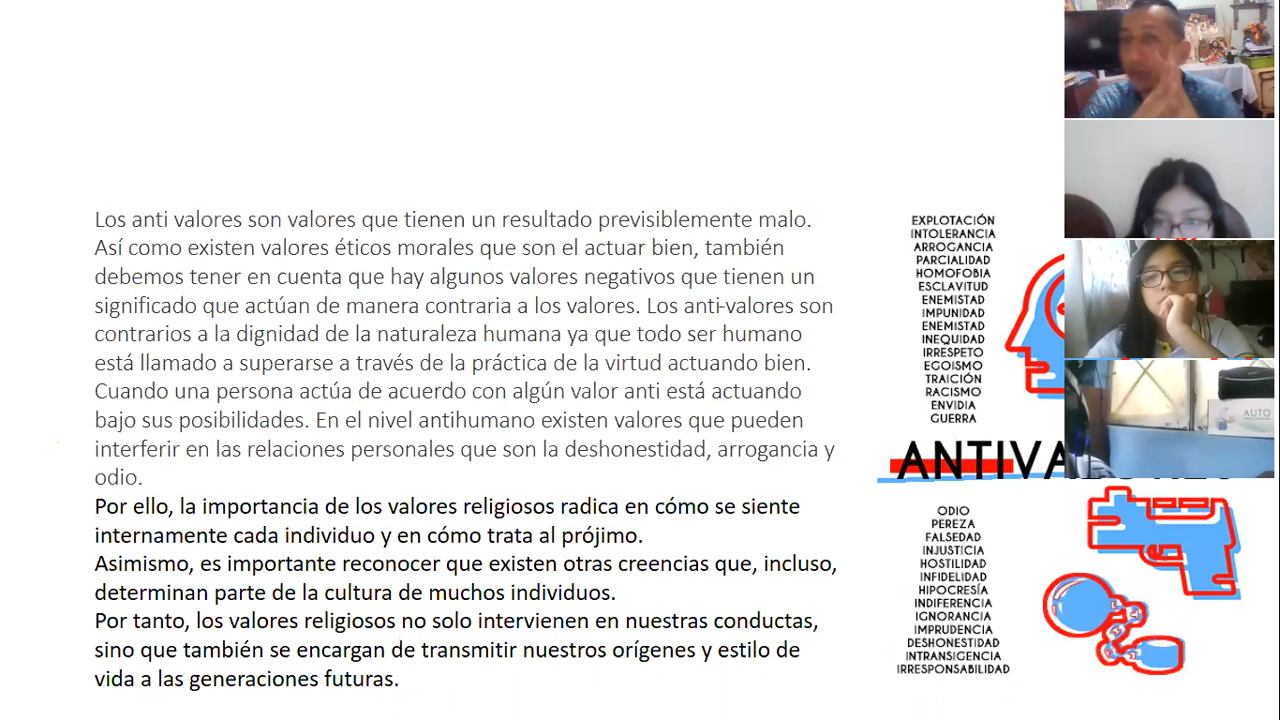 Los anti valores son valores que tienen un resultado previsiblemente malo.
Así como existen valores éticos morales que son el actuar bien, también
debemos tener en cuenta que hay algunos valores negativos que tienen un
significado que actúan de manera contraria a los valores. Los anti-valores son
contrarios a la dignidad de la naturaleza humana ya que todo ser humano
está llamado a superarse a través de la práctica de la virtud actuando bien.
Cuando una persona actúa de acuerdo con algún valor anti está actuando
bajo sus posibilidades. En el nivel antihumano existen valores que pueden
interferir en las relaciones personales que son la deshonestidad, arrogancia y
odio.
Por ello, la importancia de los valores religiosos radica en cómo se siente
internamente cada individuo y en cómo trata al prójimo.
Asimismo, es importante reconocer que existen otras creencias que, incluso,
determinan parte de la cultura de muchos individuos.
Por tanto, los valores religiosos no solo intervienen en nuestras conductas,
sino que también se encargan de transmitir nuestros orígenes y estilo de
vida a las generaciones futuras.
EXPLOTACIÓN
INTOLERANCIA
ARROGANCIA
PARCIALIDAD
HOMOFOBIA
ESCLAVITUD
ENEMISTAD
IMPUNIDAD
ENEMISTAD
INEQUIDAD
IRRESPETO
EGOISMO
TRAICIÓN
RACISMO
ENVIDIA
GUERRA
ODIO
PEREZA
FALSEDAD
INJUSTICIA
HOSTILIDAD
INFIDELIDAD
HIPOCRESÍA
INDIFERENCIA
IGNORANCIA
IMPRUDENCIA
DESHONESTIDAD
INTRANSIGENCIA
IRRESPONSABILIDAD
AUTO